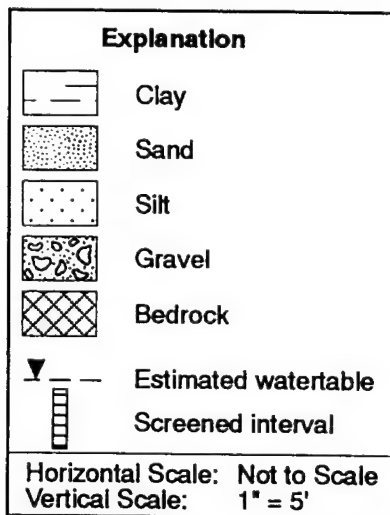 Explanation
Clay
Sand
Silt
Gravel
Bedrock
Estimated watertable
Screened interval
Horizontal Scale: Not to Scale
Vertical Scale: 1" = 5'